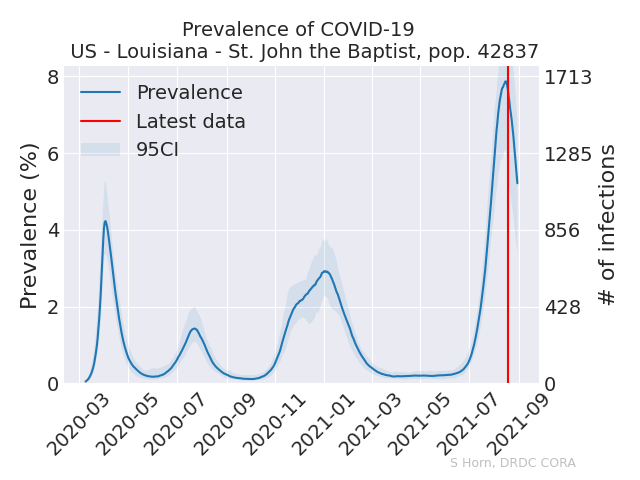 Prevalence of COVID-19
US - Louisiana - St. John the Baptist, pop. 42837
Prevalence
Latest data
95CI
Prevalence (%)
8
6
4
2
0
1713
1285
856
428
0
# of infections
2020-03
2020-05
2020-07
2020-09
2020-11
2021-01
2021-03
2021-05
2021-07
2021-09
S Horn, DRDC CORA